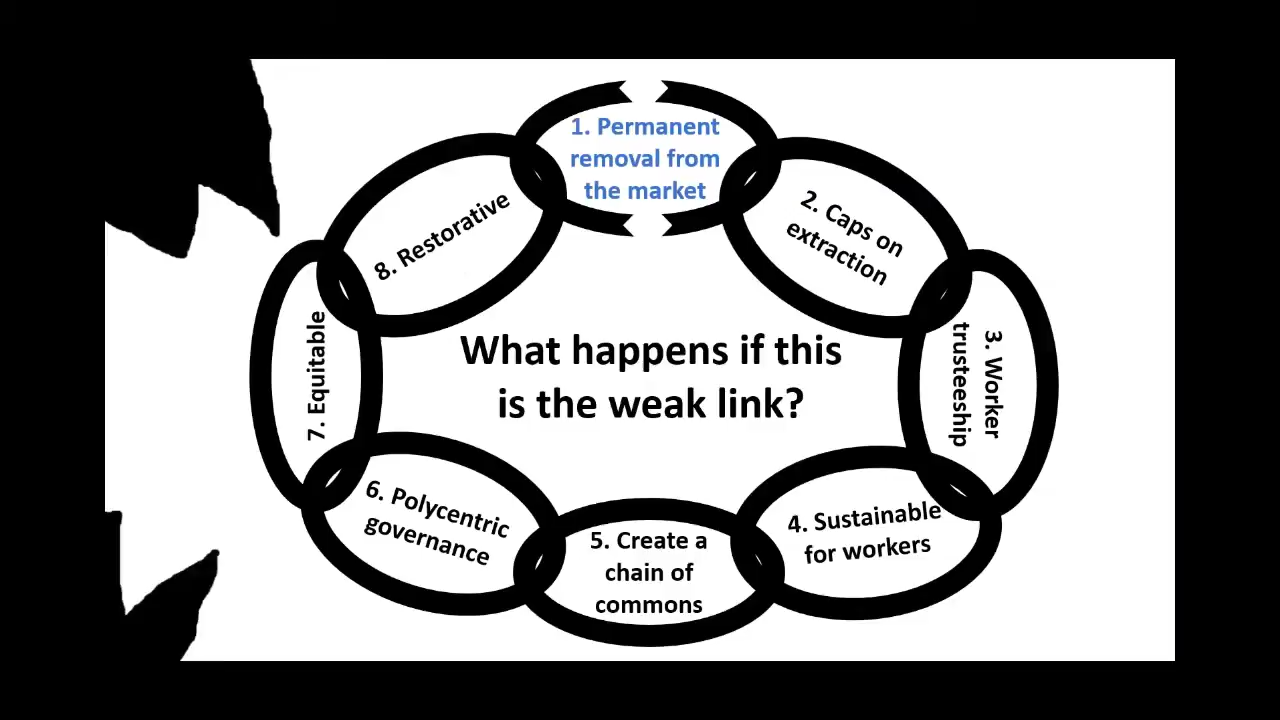 1. Permanent
removal from
the market
2. Caps on
extraction
3. Worker
trusteeship
4. Sustainable
for workers
5. Create a
chain of
commons
6. Polycentric
governance
7. Equitable
8. Restorative
What happens if this
is the weak link?